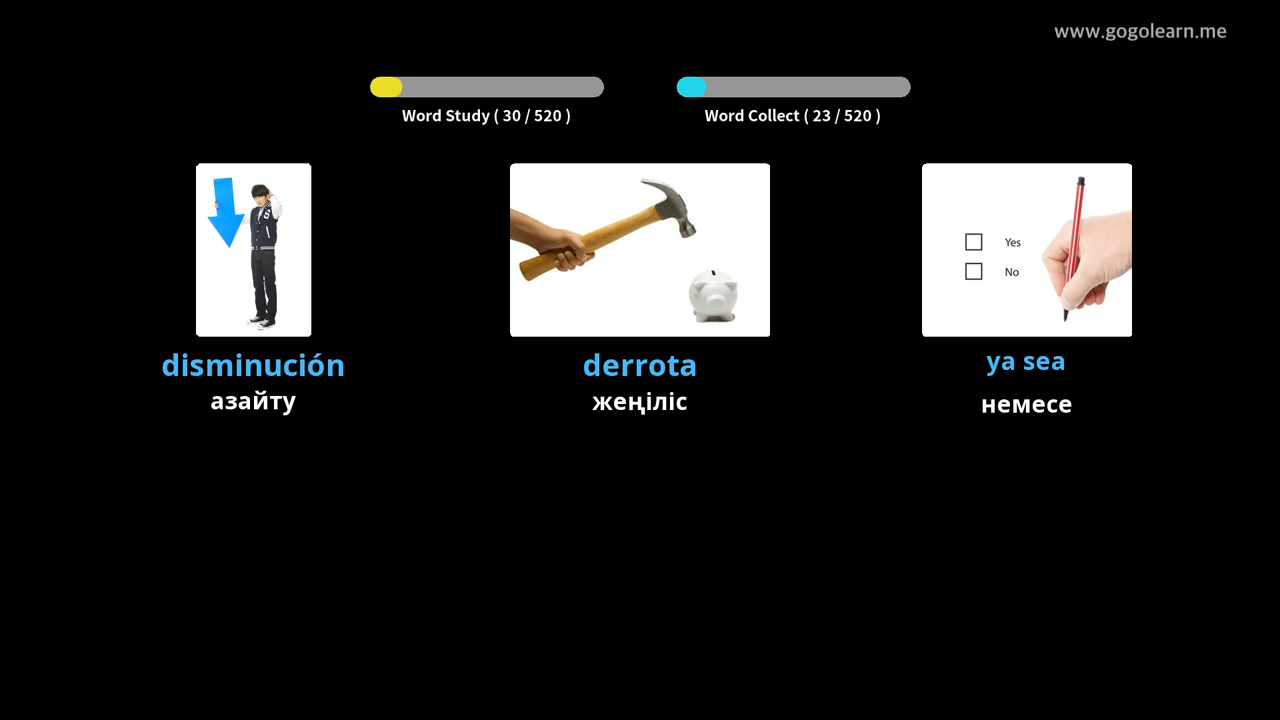 www.gogolearn.me
Word Study ( 30 / 520 )
Word Collect ( 23 / 520 )
S
Yes
No
disminución
derrota
ya sea
азайту
жеңіліс
немесе